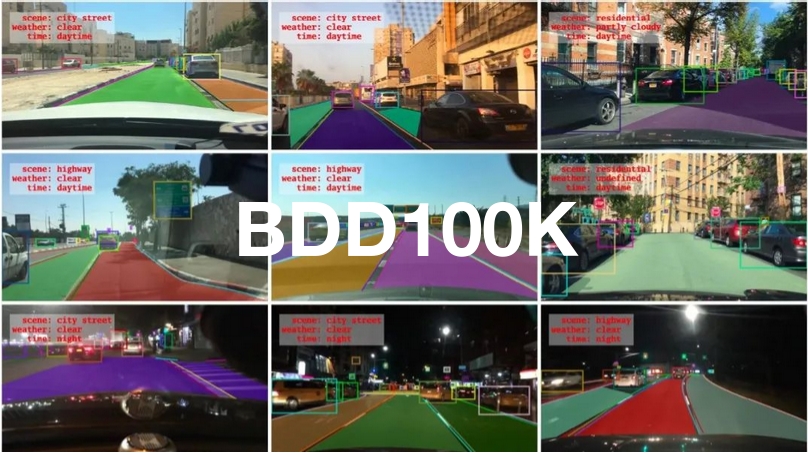 scene: city street
weather: clear
time: daytime
scene: city street
weather: clear
time: daytime
scene: residential
weather: partly cloudy
time: daytime
scene: highway
weather: clear
time: daytime
scene: highway
weather: clear
time: daytime
scene: residential
weather: undefined
time: daytime
BDD100K
scene: city street
weather: clear
time: night
scene: city street
weather: clear
time: night
scene: highway
weather: clear
time: night